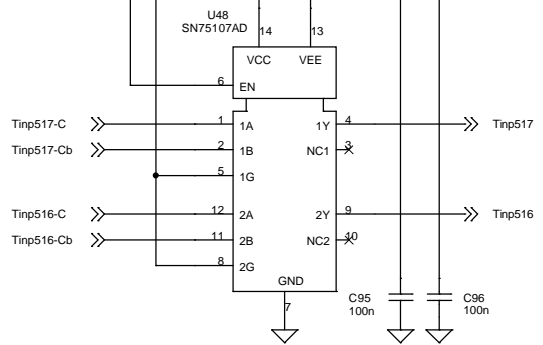 U48
SN75107AD
14
13
VCC
VEE
6
EN
Tinp517-C
1
1A
1Y
4
Tinp517
Tinp517-Cb
2
1B
NC1
3
5
1G
Tinp516-C
12
2A
2Y
9
Tinp516
Tinp516-Cb
11
2B
NC2
10
8
2G
GND
7
C95
100n
C96
100n